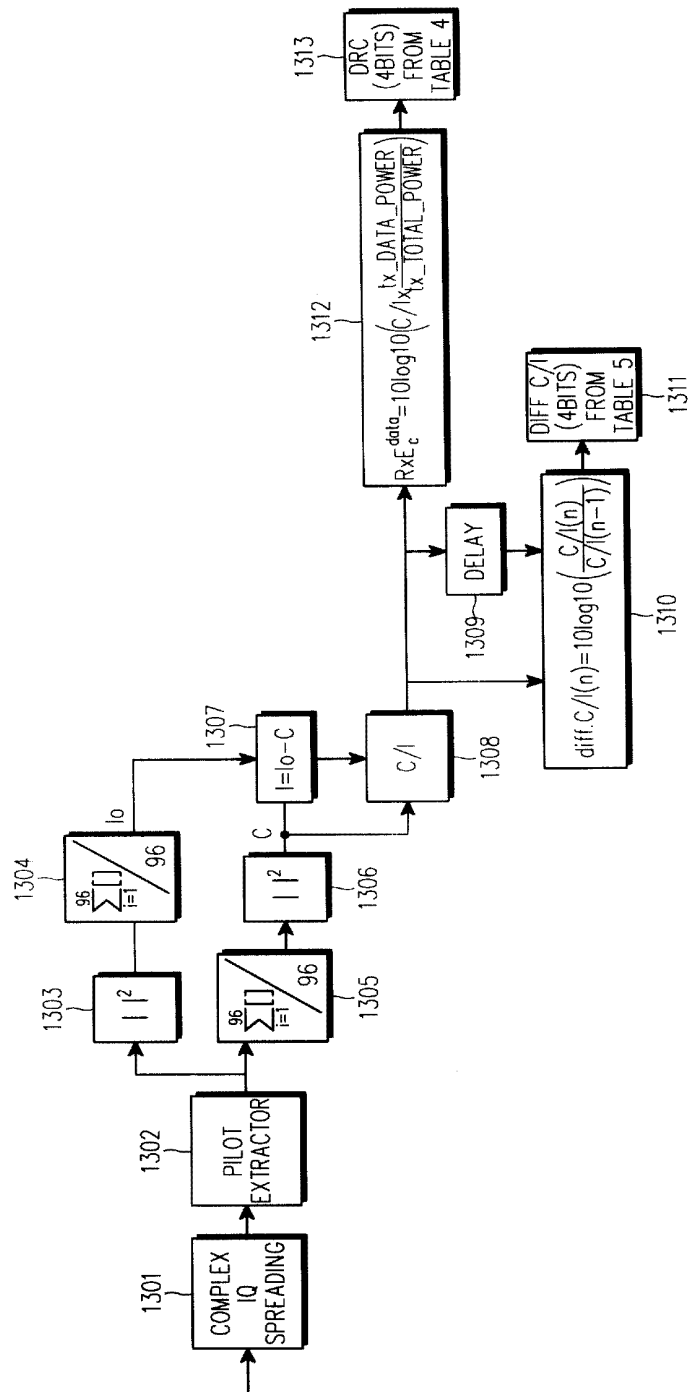 1301
COMPLEX
IQ
SPREADING
1302
PILOT
EXTRACTOR
1303
| |²
1304
96
∑ [ ]
i=1
96
Io
1305
96
∑ [ ]
i=1
96
1306
| |²
C
1307
I=Io-C
1308
C/I
1309
DELAY
1310
diff.C/I(n)=10log10(C/I(n)/C/I(n-1))
1311
DIFF C/I
(4BITS)
FROM
TABLE 5
1312
RxE_c^data=10log10(C/Ix tx_DATA_POWER/tx_TOTAL_POWER)
1313
DRC
(4BITS)
FROM
TABLE 4